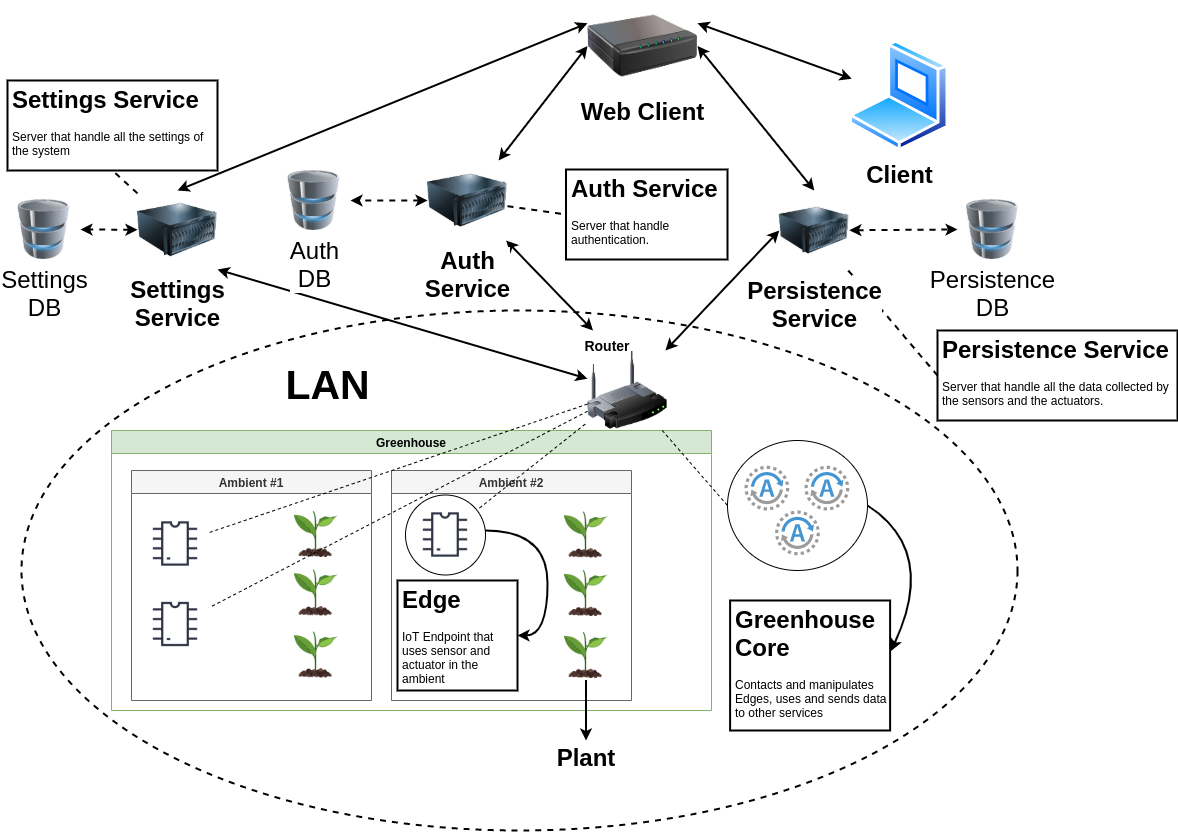 Web Client
Settings Service
Server that handle all the settings of
the system
Client
Auth Service
Server that handle
authentication.
Settings
DB
Settings
Service
Auth
DB
Auth
Service
Persistence
Service
Persistence
DB
Persistence Service
Server that handle all the data collected by
the sensors and the actuators.
Router
LAN
Greenhouse
Ambient #1
Ambient #2
A
A
A
Edge
IoT Endpoint that
uses sensor and
actuator in the
ambient
Greenhouse
Core
Contacts and manipulates
Edges, uses and sends data
to other services
Plant